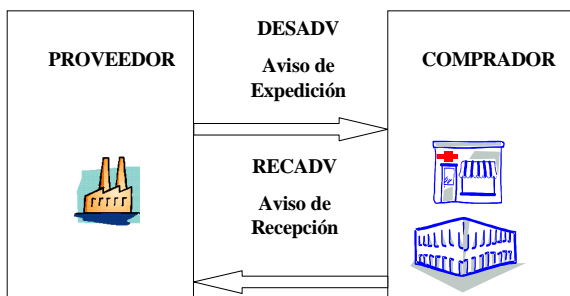 PROVEEDOR
DESADV
Aviso de
Expedición
RECADV
Aviso de
Recepción
COMPRADOR